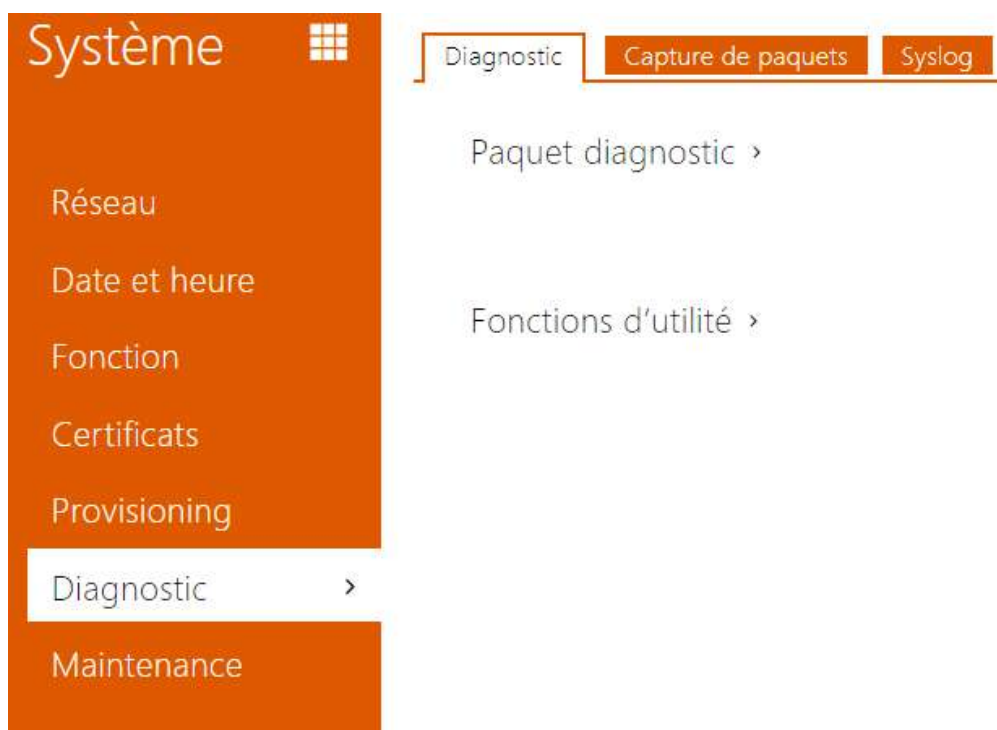 Système
Réseau
Date et heure
Fonction
Certificats
Provisioning
Diagnostic
Maintenance
Diagnostic
Capture de paquets
Syslog
Paquet diagnostic
Fonctions d'utilité